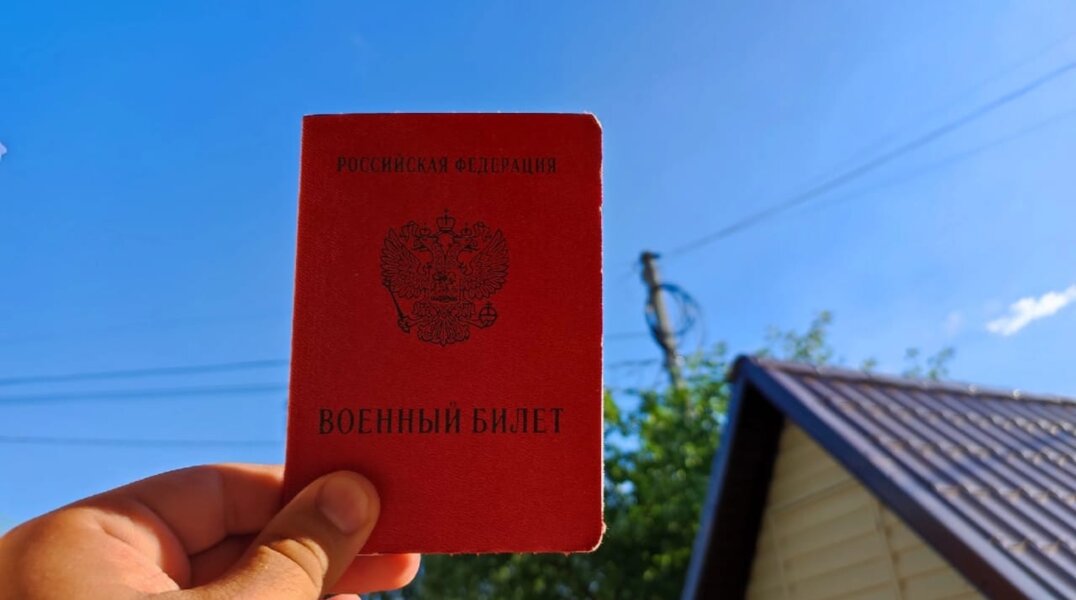 РОССИЙСКАЯ ФЕДЕРАЦИЯ
ВОЕННЫЙ БИЛЕТ